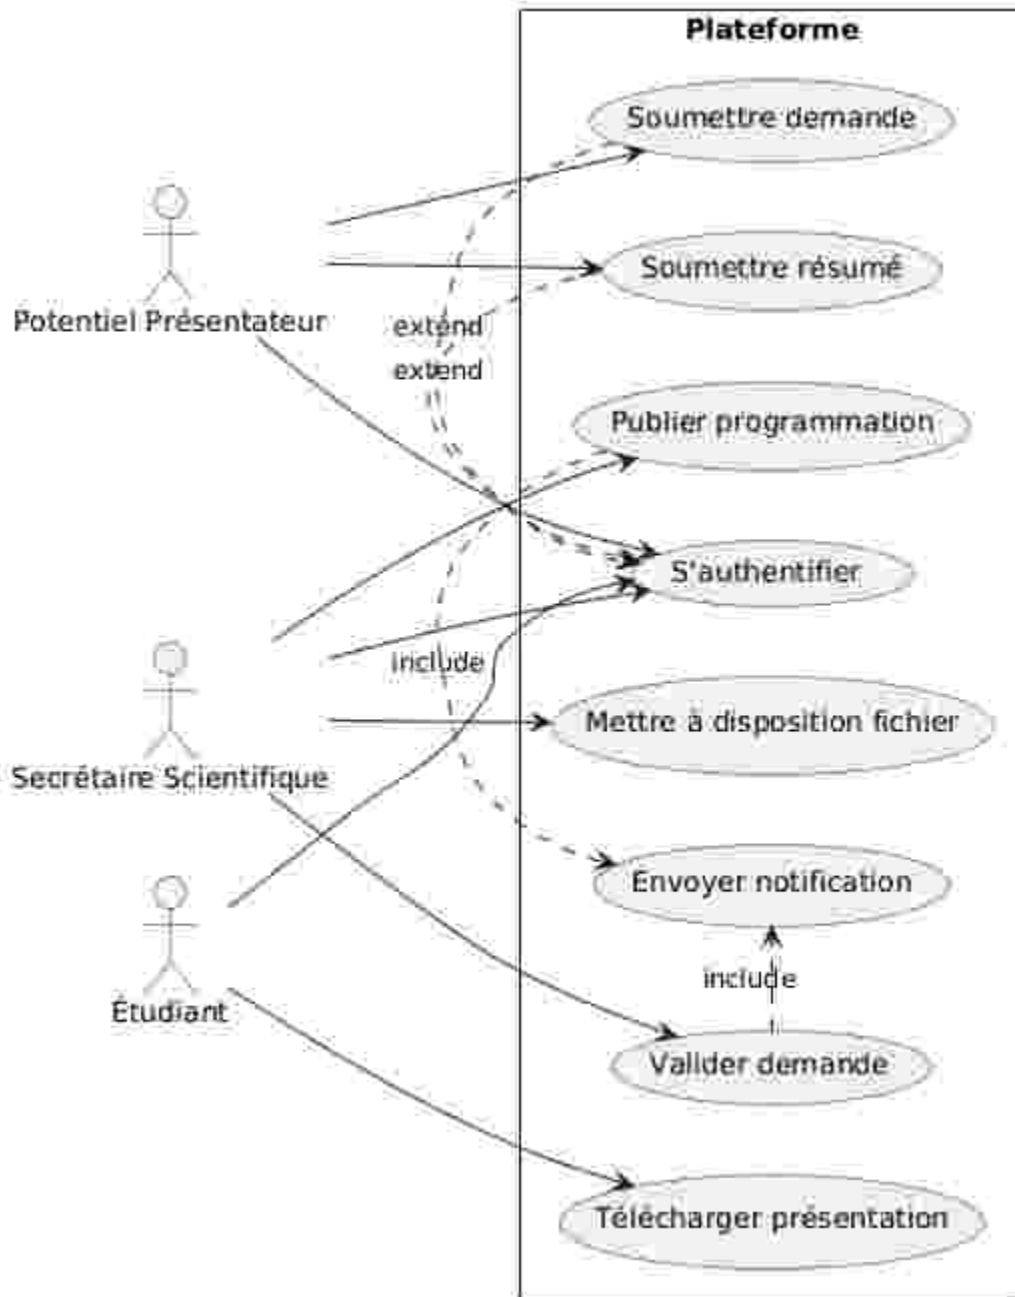 Plateforme
Soumettre demande
Soumettre résumé
Potentiel Présentateur
extend
extend
Publier programmation
S'authentifier
include
Mettre à disposition fichier
Secrétaire Scientifique
Envoyer notification
include
Étudiant
Valider demande
Télécharger présentation